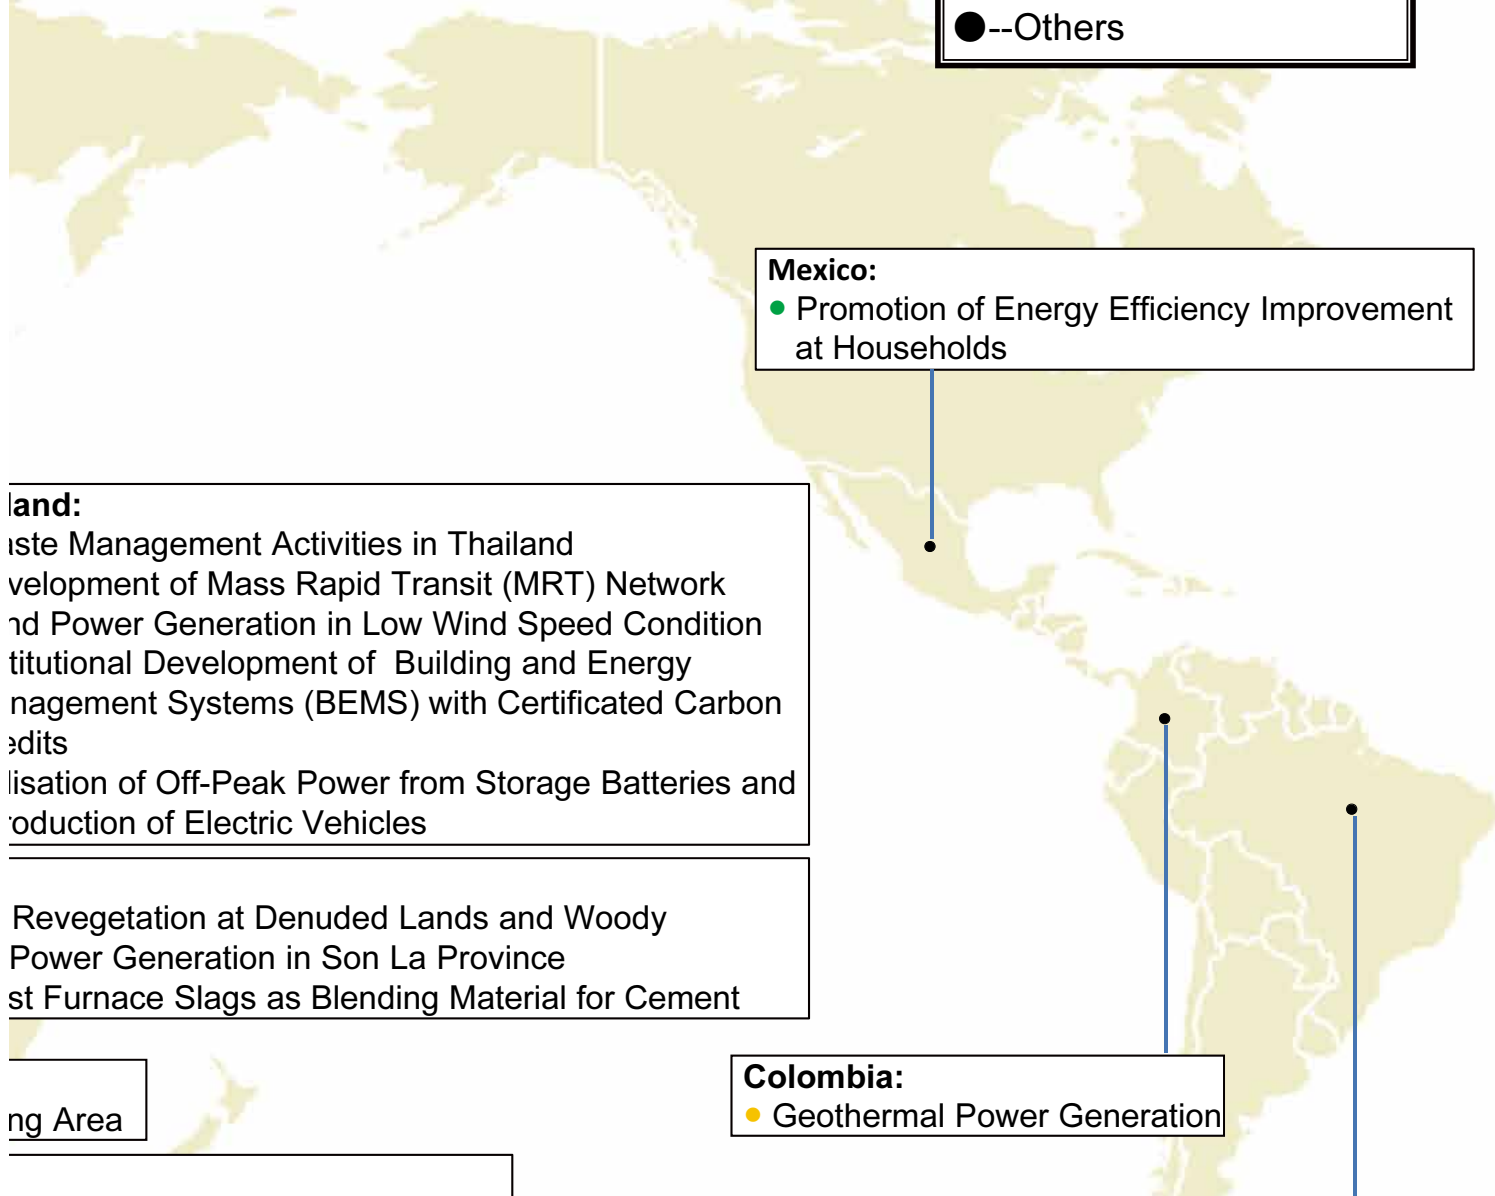 ●--Others
Mexico:
• Promotion of Energy Efficiency Improvement
at Households
land:
aste Management Activities in Thailand
velopment of Mass Rapid Transit (MRT) Network
nd Power Generation in Low Wind Speed Condition
titutional Development of Building and Energy
nagement Systems (BEMS) with Certificated Carbon
edits
lisation of Off-Peak Power from Storage Batteries and
roduction of Electric Vehicles
Revegetation at Denuded Lands and Woody
Power Generation in Son La Province
st Furnace Slags as Blending Material for Cement
ng Area
Colombia:
• Geothermal Power Generation